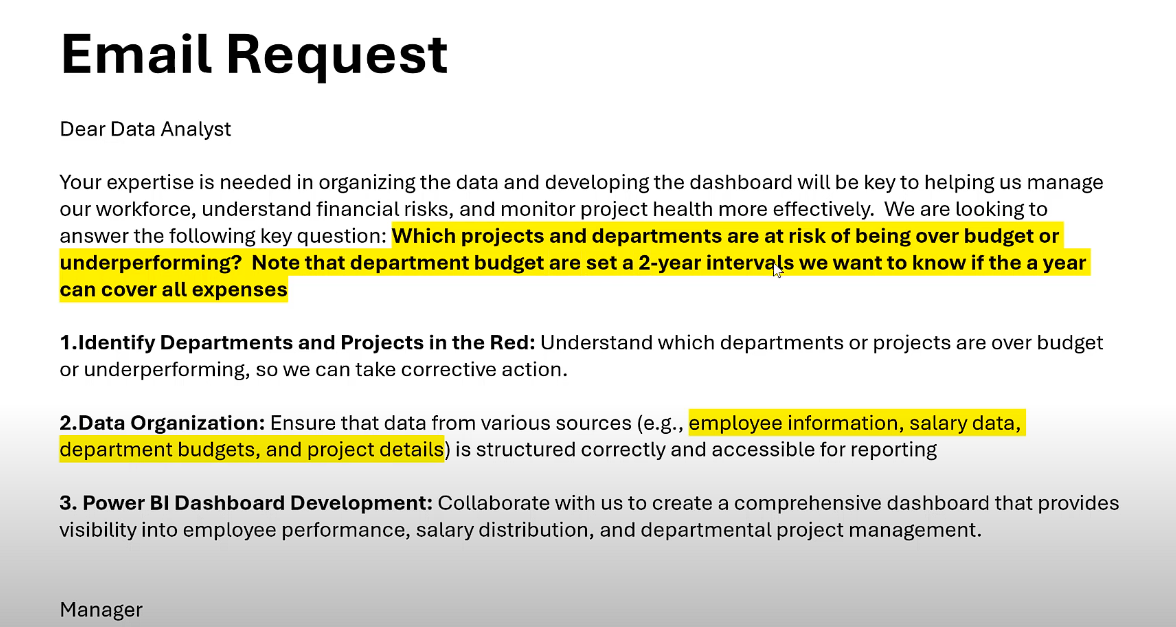 Email Request
Dear Data Analyst
Your expertise is needed in organizing the data and developing the dashboard will be key to helping us manage
our workforce, understand financial risks, and monitor project health more effectively.  We are looking to
answer the following key question: Which projects and departments are at risk of being over budget or
underperforming?  Note that department budget are set a 2-year intervals we want to know if the a year
can cover all expenses
1.Identify Departments and Projects in the Red: Understand which departments or projects are over budget
or underperforming, so we can take corrective action.
2.Data Organization: Ensure that data from various sources (e.g., employee information, salary data,
department budgets, and project details) is structured correctly and accessible for reporting
3. Power BI Dashboard Development: Collaborate with us to create a comprehensive dashboard that provides
visibility into employee performance, salary distribution, and departmental project management.
Manager